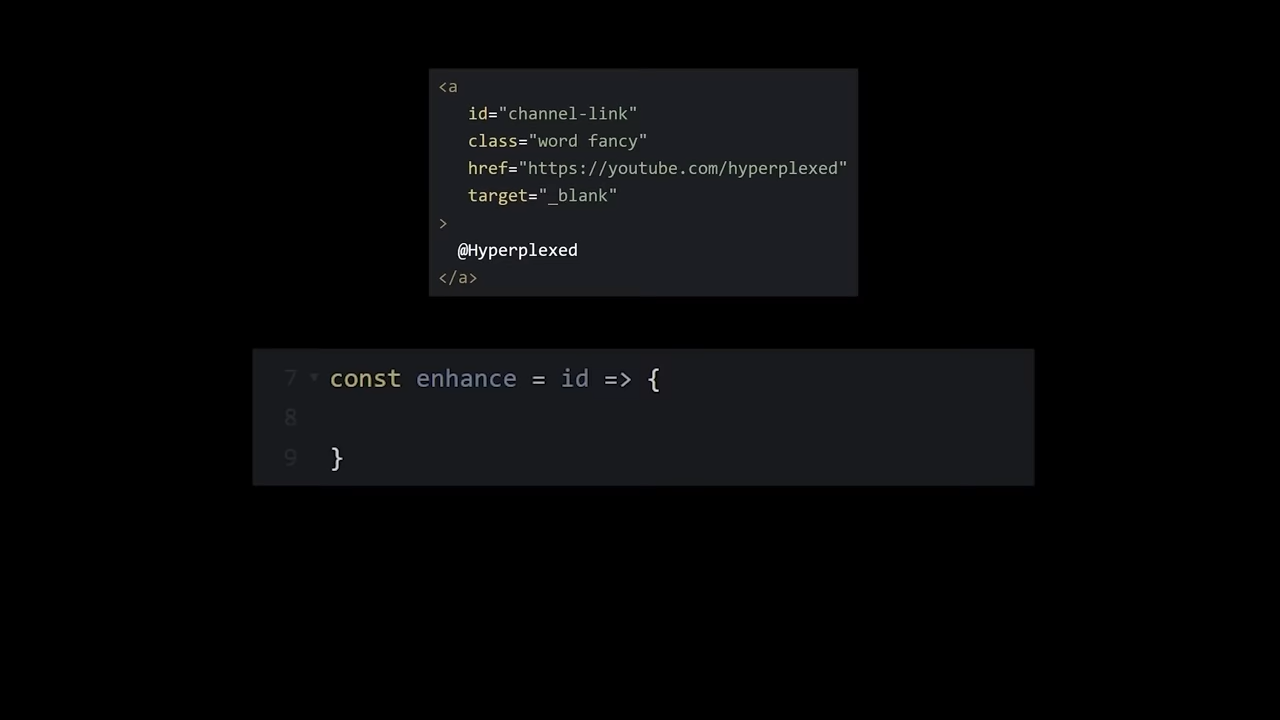 <a
id="channel-link"
class="word fancy"
href="https://youtube.com/hyperplexed"
target="_blank"
>
@Hyperplexed
</a>
7 const enhance = id => {
8
9 }